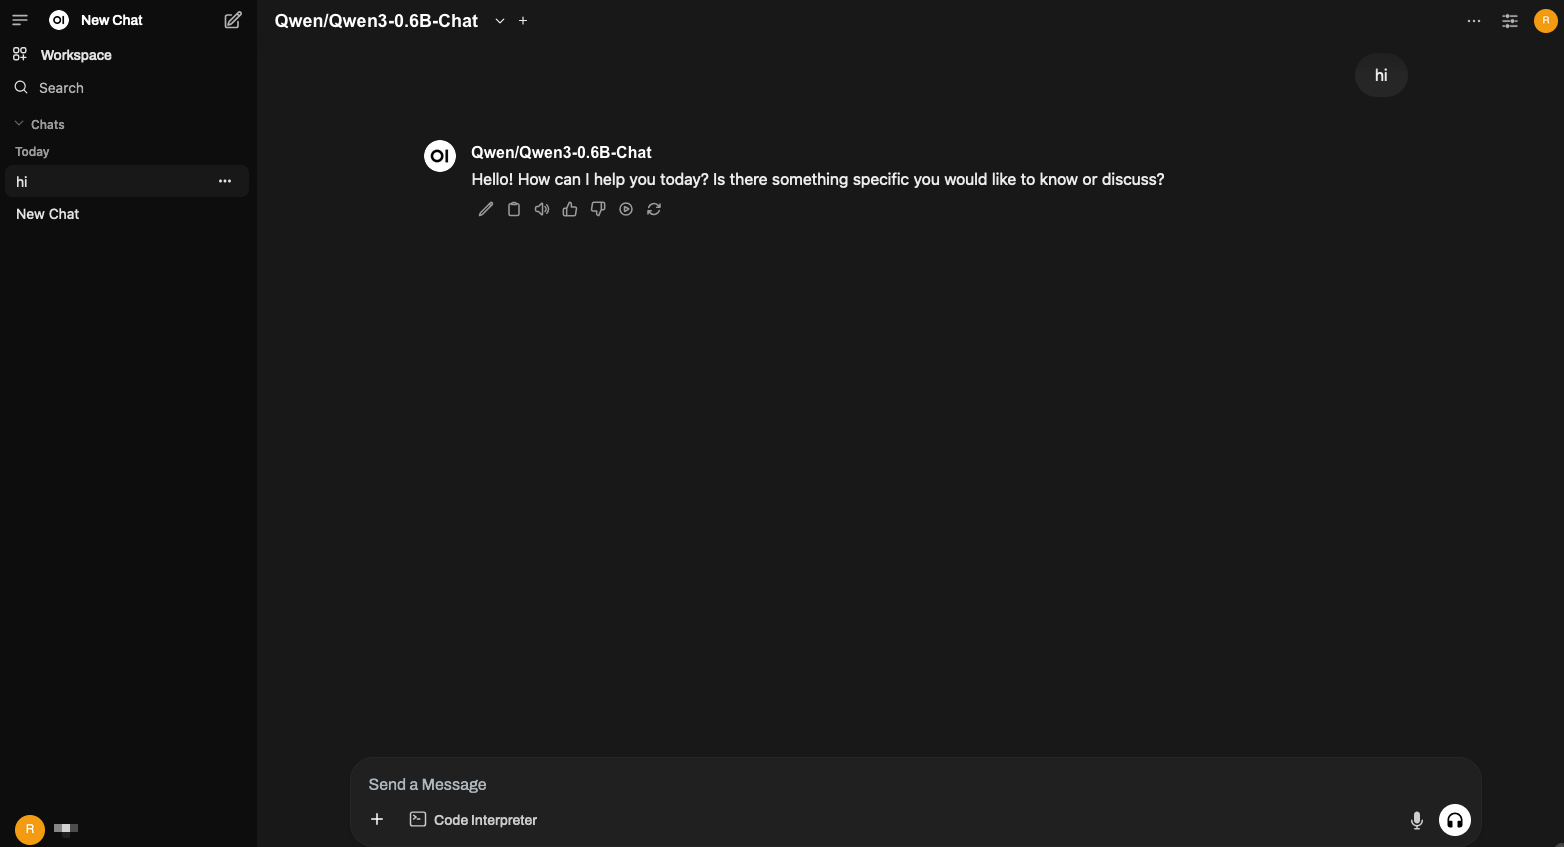 OI New Chat
Workspace
Search
Chats
Today
hi
New Chat
R
Qwen/Qwen3-0.6B-Chat
R
hi
OI
Qwen/Qwen3-0.6B-Chat
Hello! How can I help you today? Is there something specific you would like to know or discuss?
Send a Message
Code Interpreter